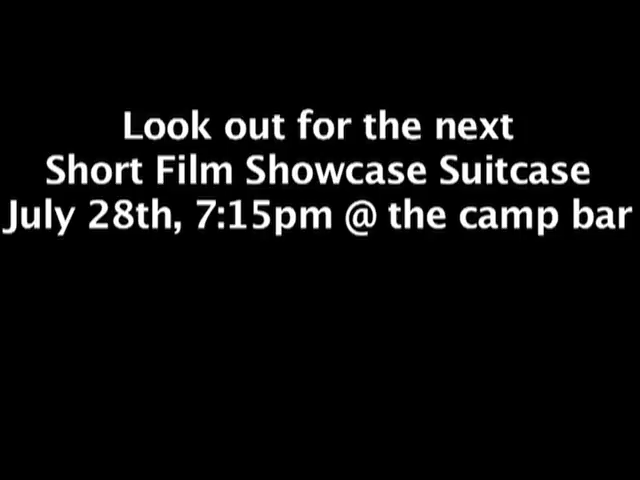 Look out for the next
Short Film Showcase Suitcase
July 28th, 7:15pm @ the camp bar